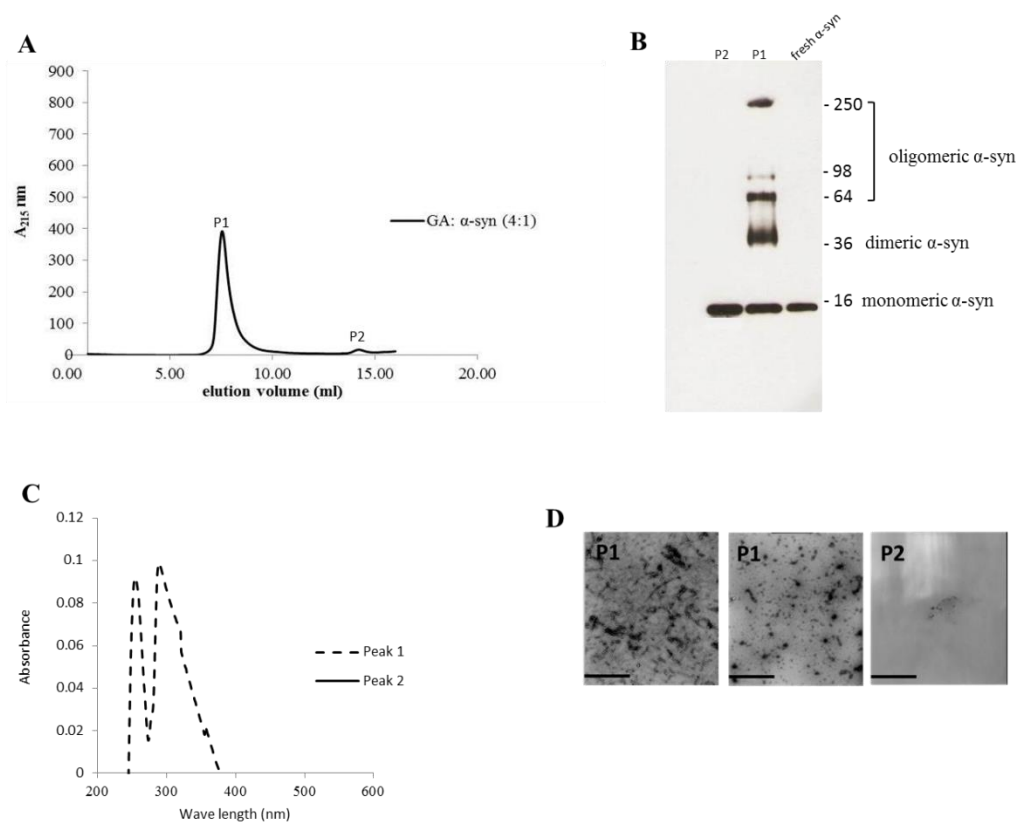 A
900
800
700
600
500
400
300
200
100
0
A215 nm
P1
P2
GA: α-syn (4:1)
0.00 5.00 10.00 15.00 20.00
elution volume (ml)
B
P2 P1 fresh α-syn
- 250
- 98
- 64
oligomeric α-syn
- 36 dimeric α-syn
- 16 monomeric α-syn
C
0.12
0.1
0.08
0.06
0.04
0.02
0
Absorbance
Peak 1
Peak 2
200 300 400 500 600
Wave length (nm)
D
P1 P1 P2